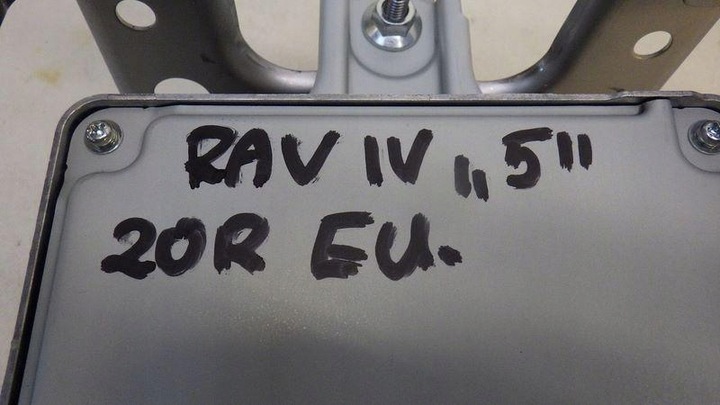 RAV IV „5"
20R EU.